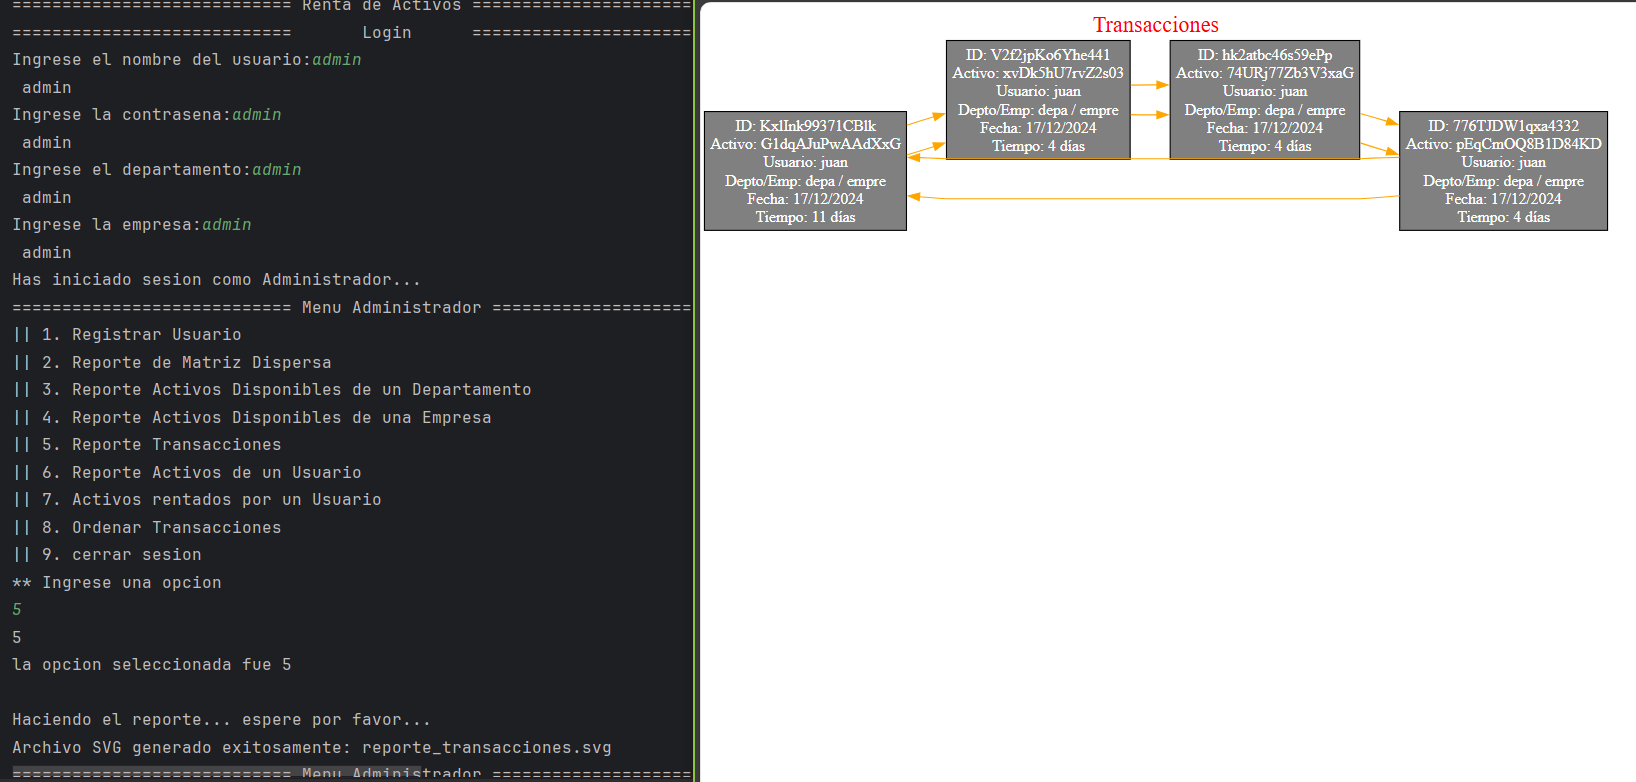 =========================== Renta de Activos ======================
===========================       Login      ======================
Ingrese el nombre del usuario:admin
admin
Ingrese la contrasena:admin
admin
Ingrese el departamento:admin
admin
Ingrese la empresa:admin
admin
Has iniciado sesion como Administrador...
============================ Menu Administrador ====================
|| 1. Registrar Usuario
|| 2. Reporte de Matriz Dispersa
|| 3. Reporte Activos Disponibles de un Departamento
|| 4. Reporte Activos Disponibles de una Empresa
|| 5. Reporte Transacciones
|| 6. Reporte Activos de un Usuario
|| 7. Activos rentados por un Usuario
|| 8. Ordenar Transacciones
|| 9. cerrar sesion
** Ingrese una opcion
5
5
la opcion seleccionada fue 5
Haciendo el reporte... espere por favor...
Archivo SVG generado exitosamente: reporte_transacciones.svg
============================ Menu Administrador ====================
Transacciones
ID: KxlInk99371CBlk
Activo: G1dqAJuPwAAdXxG
Usuario: juan
Depto/Emp: depa / empre
Fecha: 17/12/2024
Tiempo: 11 días
ID: V2f2jpKo6Yhe441
Activo: xvDk5hU7rvZ2s03
Usuario: juan
Depto/Emp: depa / empre
Fecha: 17/12/2024
Tiempo: 4 días
ID: hk2atbc46s59ePp
Activo: 74URj77Zb3V3xaG
Usuario: juan
Depto/Emp: depa / empre
Fecha: 17/12/2024
Tiempo: 4 días
ID: 776TJDW1qxa4332
Activo: pEqCmOQ8B1D84KD
Usuario: juan
Depto/Emp: depa / empre
Fecha: 17/12/2024
Tiempo: 4 días